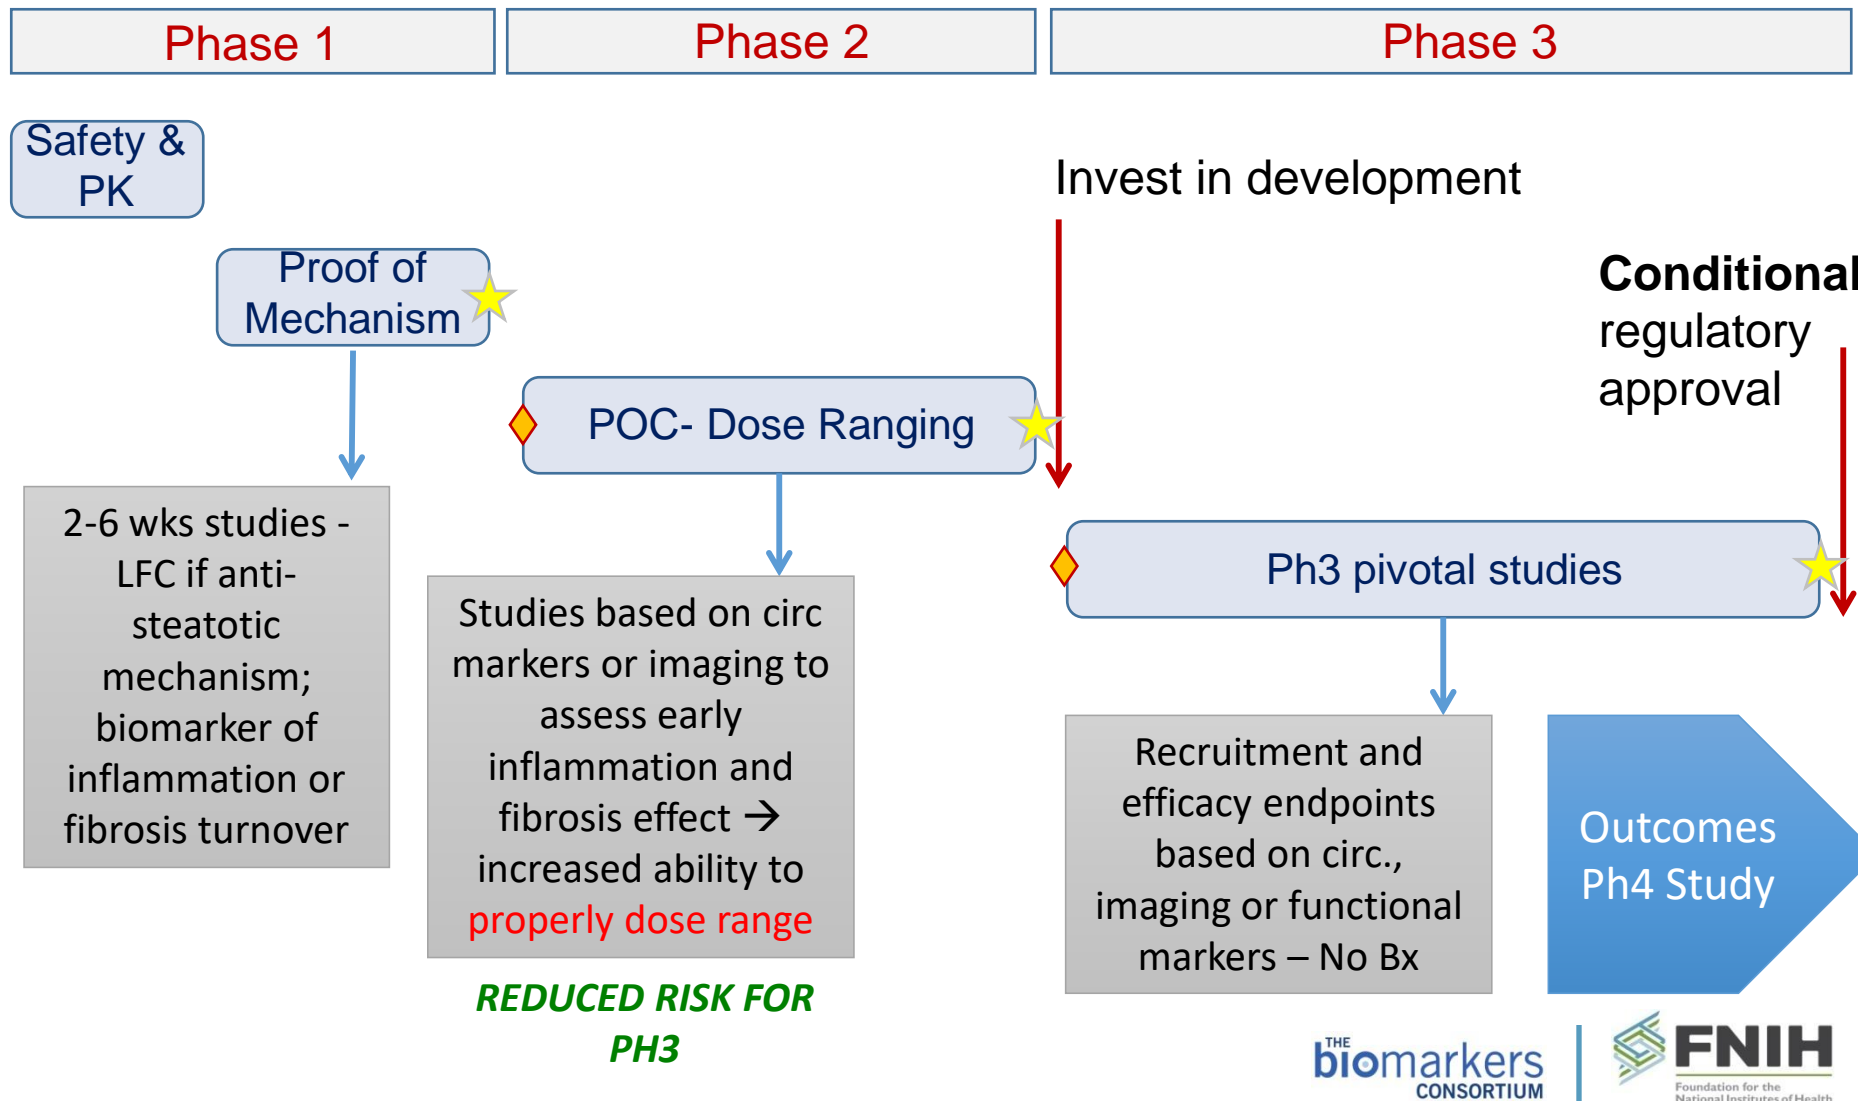 Phase 1
Phase 2
Phase 3
Safety &
PK
Invest in development
Proof of
Mechanism
Conditional
regulatory
approval
POC- Dose Ranging
2-6 wks studies -
LFC if anti-
steatotic
mechanism;
biomarker of
inflammation or
fibrosis turnover
Ph3 pivotal studies
Studies based on circ
markers or imaging to
assess early
inflammation and
fibrosis effect →
increased ability to
properly dose range
REDUCED RISK FOR
PH3
Recruitment and
efficacy endpoints
based on circ.,
imaging or functional
markers – No Bx
Outcomes
Ph4 Study
THE
biomarkers
CONSORTIUM
FNIH
Foundation for the
National Institutes of Health